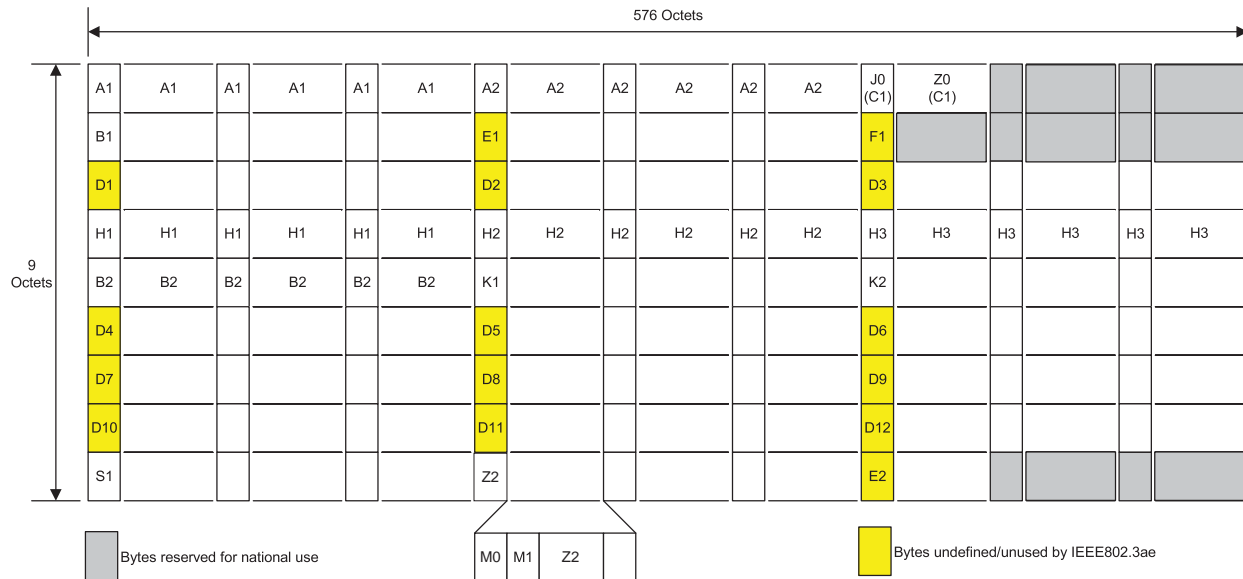 576 Octets
A1 A1 A1 A1 A1 A1 A2 A2 A2 A2 A2 A2 J0 (C1) Z0 (C1)
B1 E1 F1
D1 D2 D3
H1 H1 H1 H1 H1 H1 H2 H2 H2 H2 H2 H2 H3 H3 H3 H3 H3 H3
9 Octets
B2 B2 B2 B2 B2 B2 K1 K2
D4 D5 D6
D7 D8 D9
D10 D11 D12
S1 Z2 E2
Bytes reserved for national use
M0 M1 Z2
Bytes undefined/unused by IEEE802.3ae